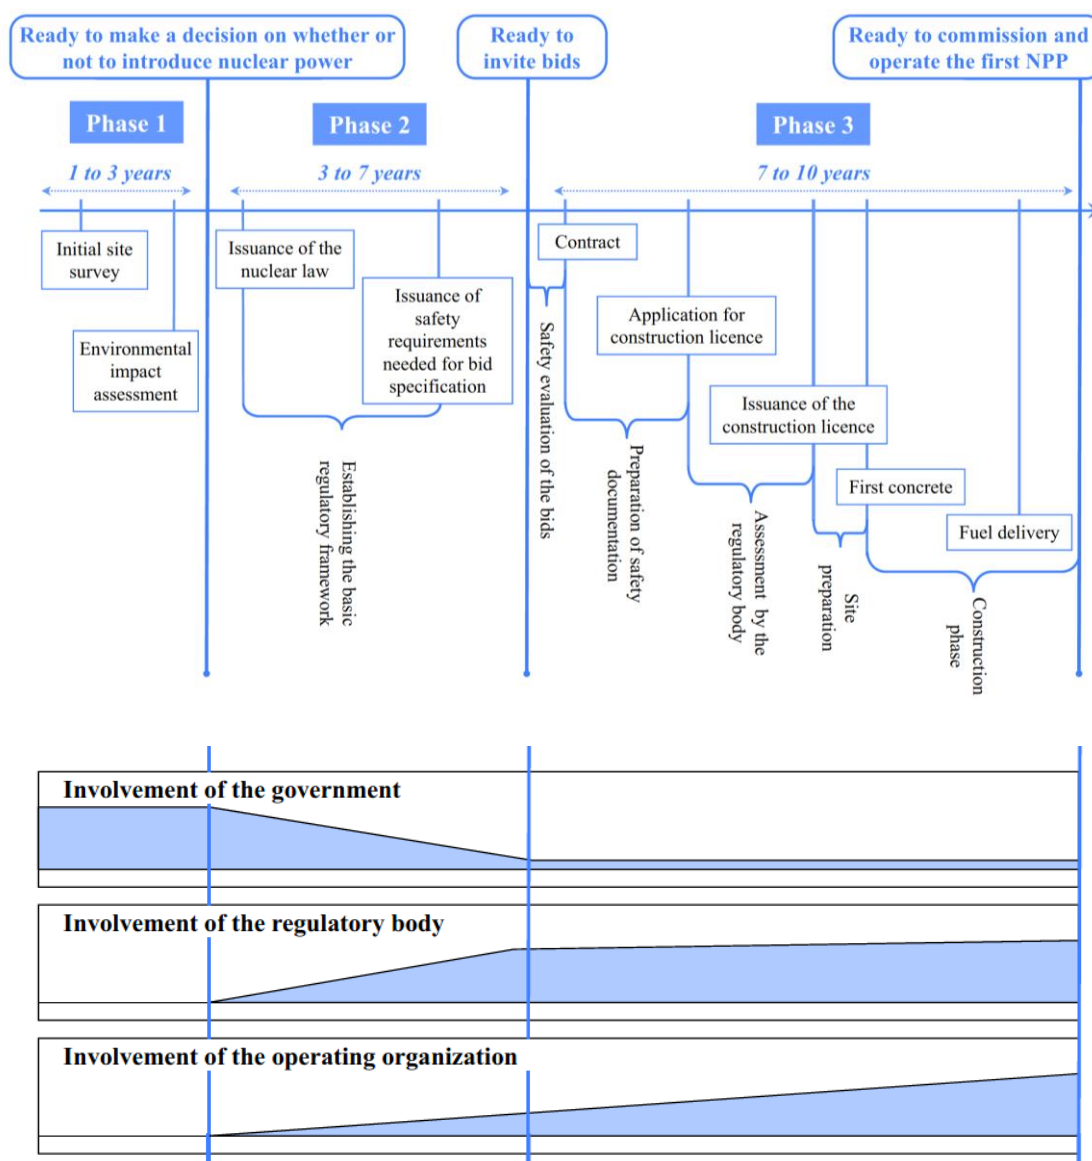 Ready to make a decision on whether or
not to introduce nuclear power
Ready to
invite bids
Ready to commission and
operate the first NPP
Phase 1
Phase 2
Phase 3
1 to 3 years
3 to 7 years
7 to 10 years
Initial site
survey
Environmental
impact
assessment
Issuance of the
nuclear law
Issuance of
safety
requirements
needed for bid
specification
Establishing the basic
regulatory framework
Contract
Safety evaluation of the bids
Application for
construction licence
Preparation of safety
documentation
Issuance of the
construction licence
Assessment by the
regulatory body
First concrete
Site
preparation
Fuel delivery
Construction
phase
Involvement of the government
Involvement of the regulatory body
Involvement of the operating organization